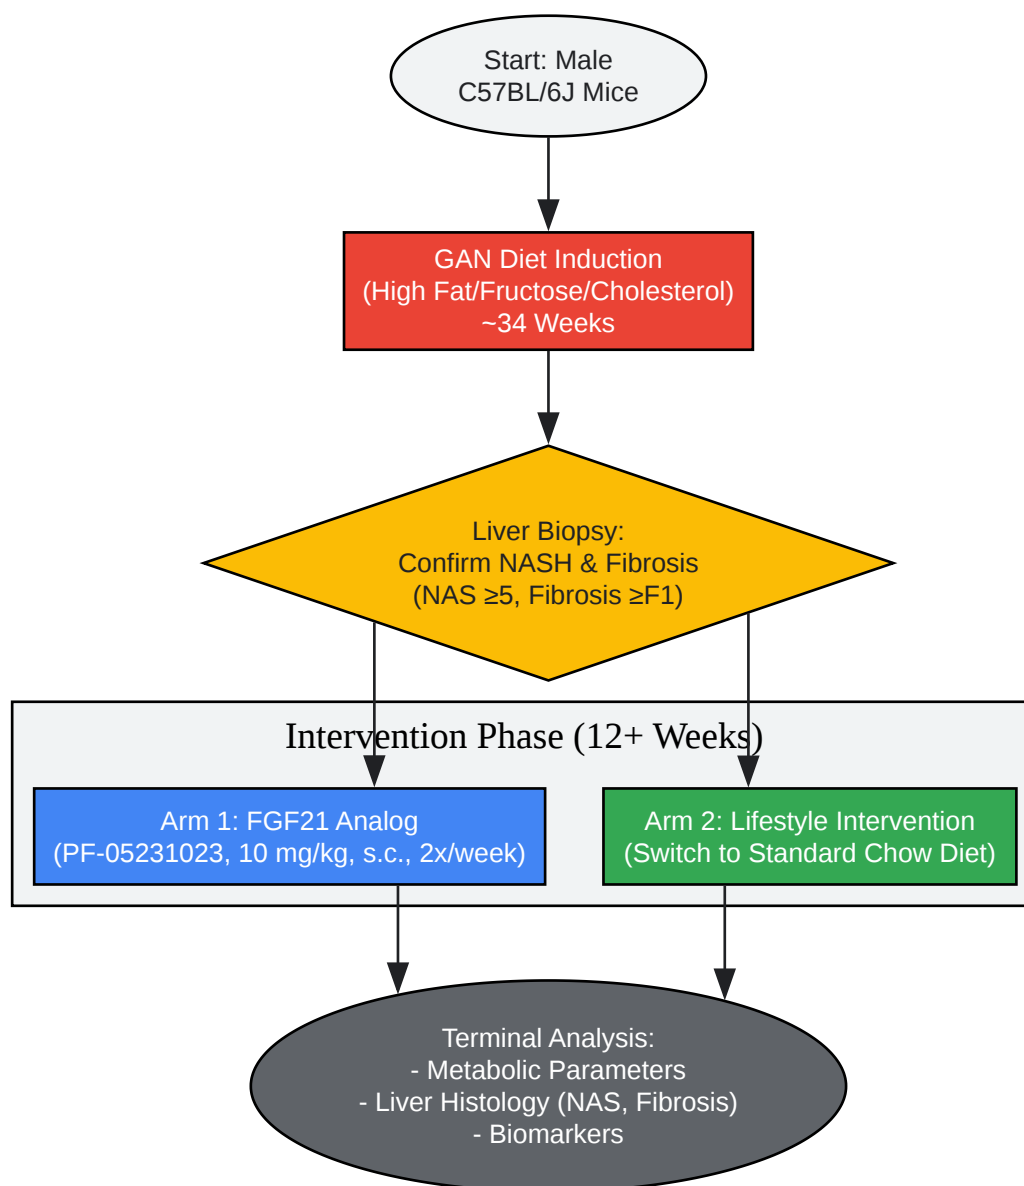 Start: Male
C57BL/6J Mice
GAN Diet Induction
(High Fat/Fructose/Cholesterol)
~34 Weeks
Liver Biopsy:
Confirm NASH & Fibrosis
(NAS ≥5, Fibrosis ≥F1)
Intervention Phase (12+ Weeks)
Arm 1: FGF21 Analog
(PF-05231023, 10 mg/kg, s.c., 2x/week)
Arm 2: Lifestyle Intervention
(Switch to Standard Chow Diet)
Terminal Analysis:
- Metabolic Parameters
- Liver Histology (NAS, Fibrosis)
- Biomarkers